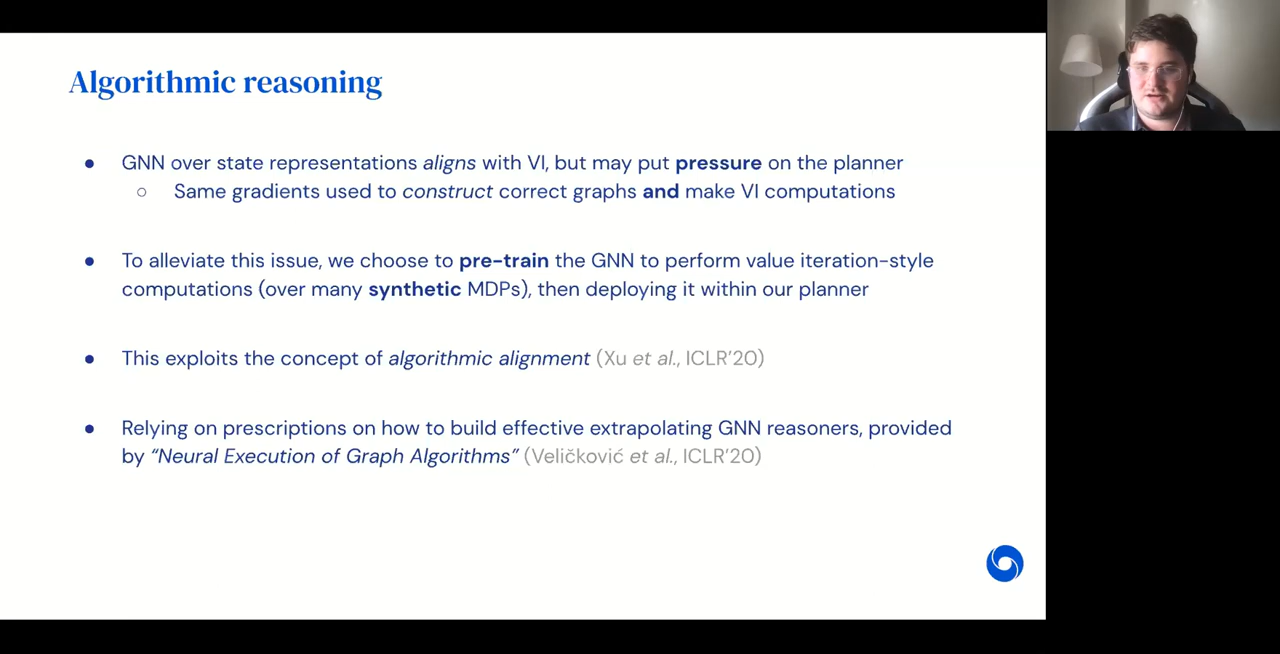 Algorithmic reasoning
● GNN over state representations aligns with VI, but may put pressure on the planner
○ Same gradients used to construct correct graphs and make VI computations
● To alleviate this issue, we choose to pre-train the GNN to perform value iteration-style
computations (over many synthetic MDPs), then deploying it within our planner
● This exploits the concept of algorithmic alignment (Xu et al., ICLR'20)
● Relying on prescriptions on how to build effective extrapolating GNN reasoners, provided
by “Neural Execution of Graph Algorithms” (Veličković et al., ICLR'20)